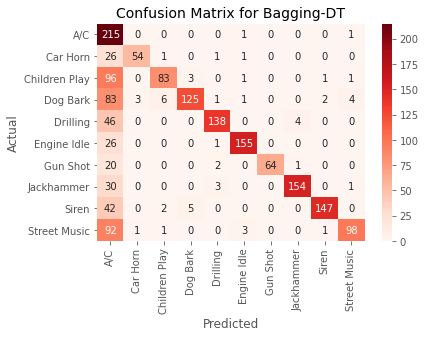 Confusion Matrix for Bagging-DT
Actual
A/C 215 0 0 0 0 1 0 0 0 1
Car Horn 26 54 1 0 1 1 0 0 0 0
Children Play 96 0 83 3 0 1 0 0 1 1
Dog Bark 83 3 6 125 1 1 0 0 2 4
Drilling 46 0 0 0 138 0 0 4 0 0
Engine Idle 26 0 0 0 1 155 0 0 0 0
Gun Shot 20 0 0 0 2 0 64 1 0 0
Jackhammer 30 0 0 0 3 0 0 154 0 1
Siren 42 0 2 5 0 0 0 0 147 0
Street Music 92 1 1 0 0 3 0 0 1 98
A/C Car Horn Children Play Dog Bark Drilling Engine Idle Gun Shot Jackhammer Siren Street Music
Predicted
200
175
150
125
100
75
50
25
0